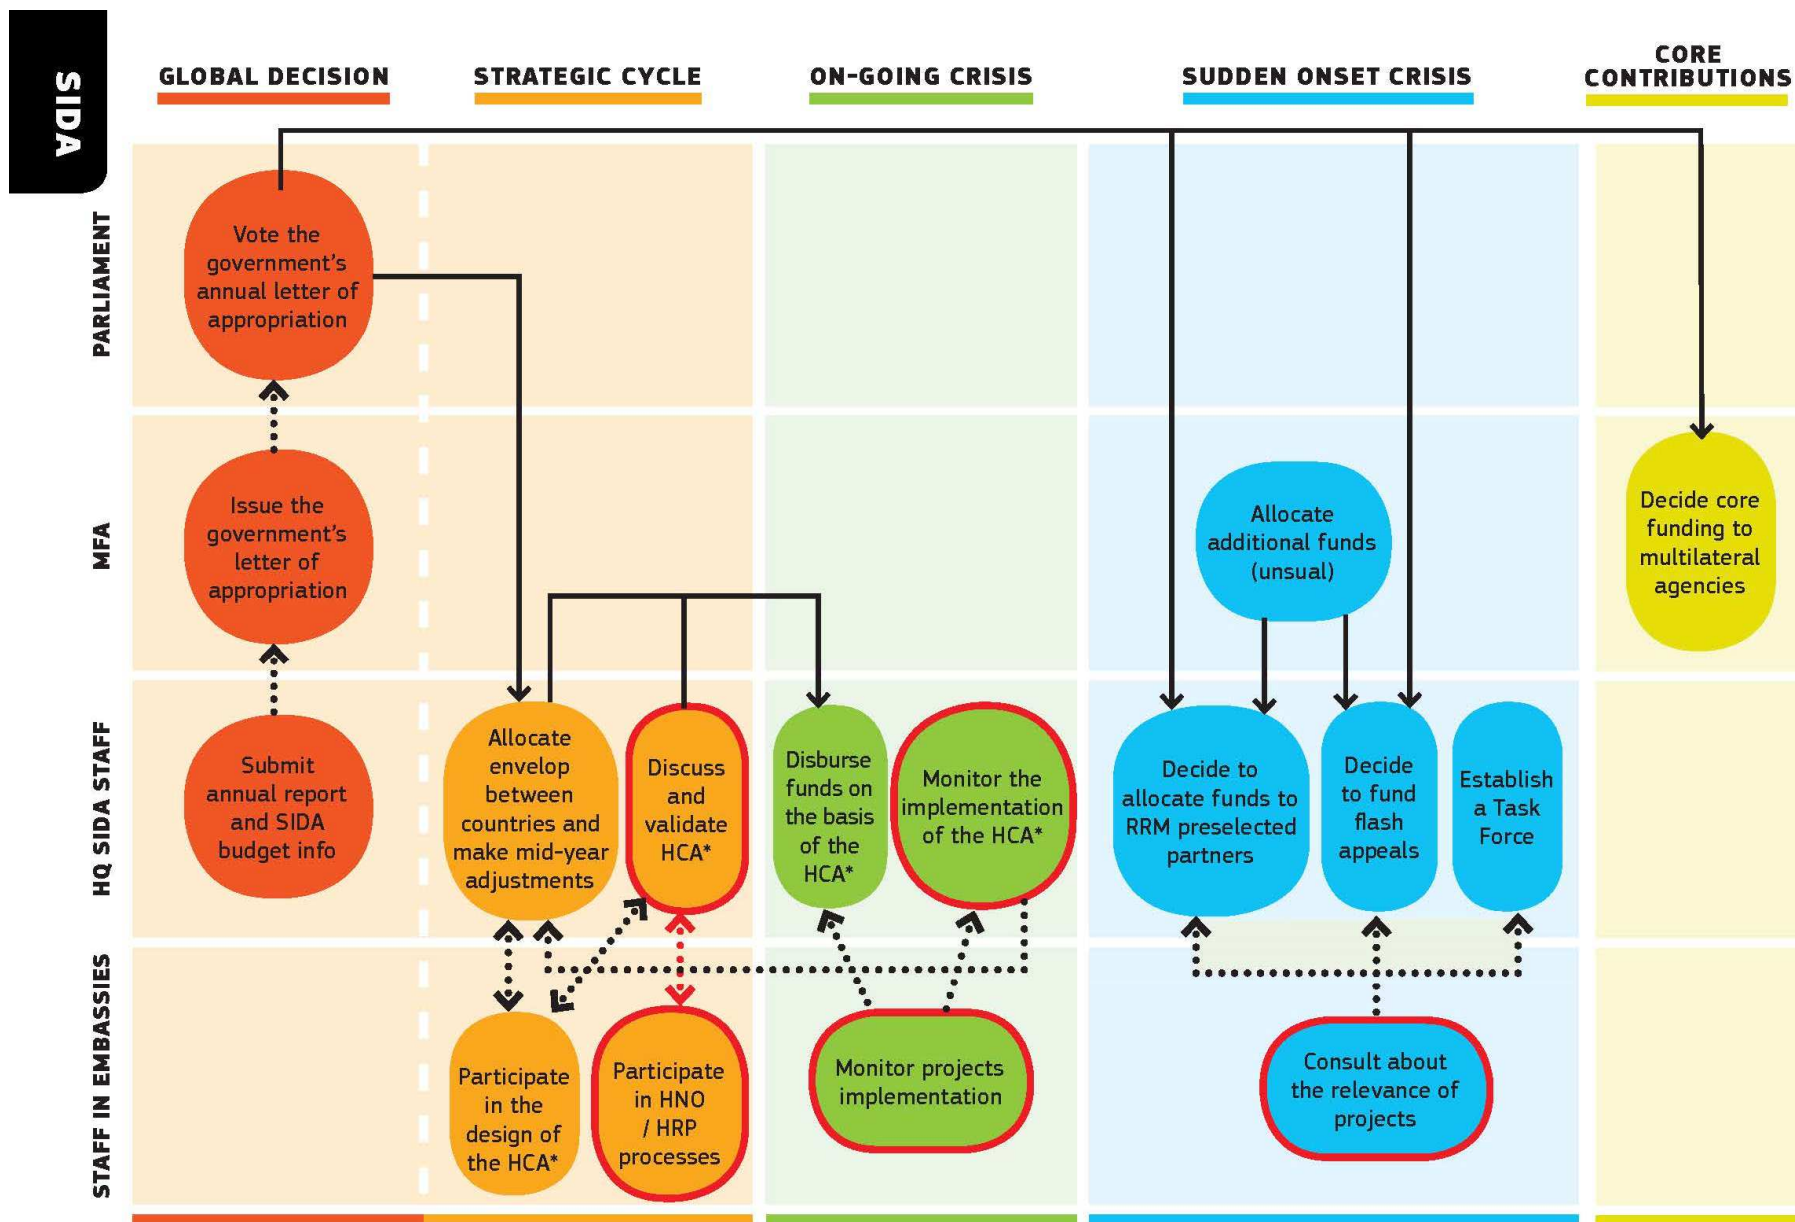 SIDA
GLOBAL DECISION
STRATEGIC CYCLE
ON-GOING CRISIS
SUDDEN ONSET CRISIS
CORE
CONTRIBUTIONS
PARLIAMENT
Vote the
government's
annual letter of
appropriation
MFA
Issue the
government's
letter of
appropriation
Allocate
additional funds
(unsual)
Decide core
funding to
multilateral
agencies
HQ SIDA STAFF
Submit
annual report
and SIDA
budget info
Allocate
envelop
between
countries and
make mid-year
adjustments
Discuss
and
validate
HCA*
Disburse
funds on
the basis
of the
HCA*
Monitor the
implementation
of the HCA*
Decide to
allocate funds to
RRM preselected
partners
Decide
to fund
flash
appeals
Establish
a Task
Force
STAFF IN EMBASSIES
Participate
in the
design of
the HCA*
Participate
in HNO
/ HRP
processes
Monitor projects
implementation
Consult about
the relevance of
projects